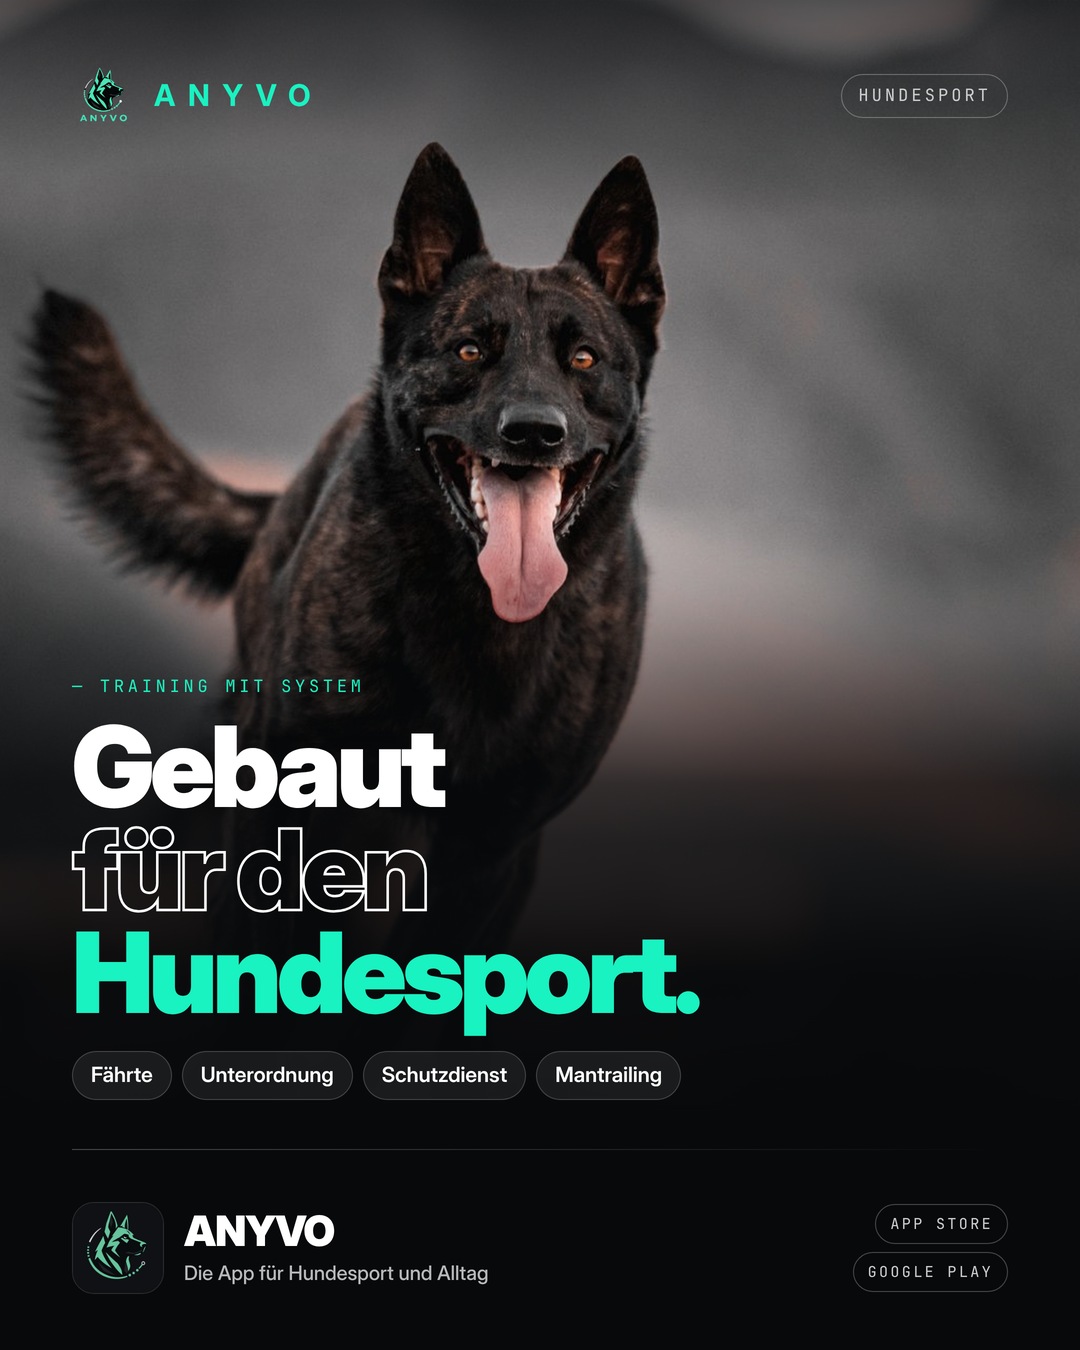 ANYVO
ANYVO
HUNDESPORT
— TRAINING MIT SYSTEM
Gebaut
für den
Hundesport.
Fährte
Unterordnung
Schutzdienst
Mantrailing
ANYVO
Die App für Hundesport und Alltag
APP STORE
GOOGLE PLAY